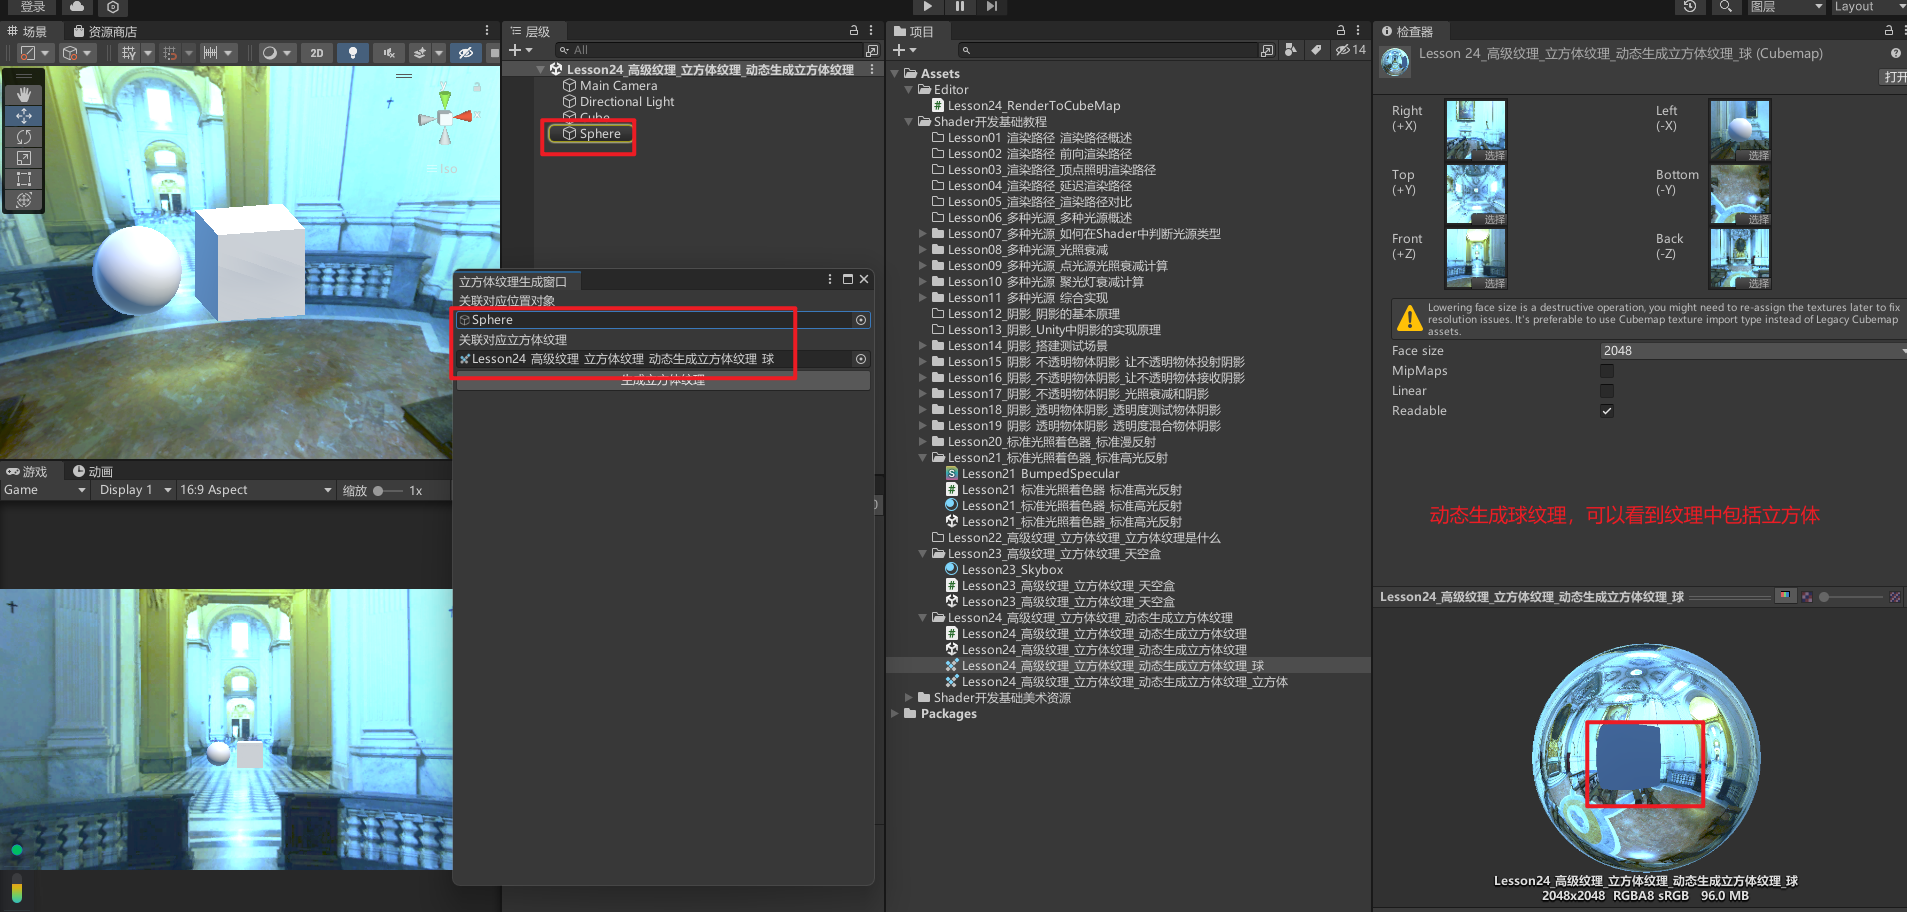 登录
图层
Layout
场景
资源商店
2D
Iso
层级
All
Lesson24_高级纹理_立方体纹理_动态生成立方体纹理
Main Camera
Directional Light
Cube
Sphere
立方体纹理生成窗口
关联对应位置对象
Sphere
关联对应立方体纹理
Lesson24_高级纹理_立方体纹理_动态生成立方体纹理_球
生成立方体纹理
游戏
动画
Game
Display 1
16:9 Aspect
缩放
1x
项目
14
Assets
Editor
Lesson24_RenderToCubeMap
Shader开发基础教程
Lesson01_渲染路径_渲染路径概述
Lesson02_渲染路径_前向渲染路径
Lesson03_渲染路径_顶点照明渲染路径
Lesson04_渲染路径_延迟渲染路径
Lesson05_渲染路径_渲染路径对比
Lesson06_多种光源_多种光源概述
Lesson07_多种光源_如何在Shader中判断光源类型
Lesson08_多种光源_光照衰减
Lesson09_多种光源_点光源光照衰减计算
Lesson10_多种光源_聚光灯衰减计算
Lesson11_多种光源_综合实现
Lesson12_阴影_阴影的基本原理
Lesson13_阴影_Unity中阴影的实现原理
Lesson14_阴影_搭建测试场景
Lesson15_阴影_不透明物体阴影_让不透明物体投射阴影
Lesson16_阴影_不透明物体阴影_让不透明物体接收阴影
Lesson17_阴影_不透明物体阴影_光照衰减和阴影
Lesson18_阴影_透明物体阴影_透明度测试物体阴影
Lesson19_阴影_透明物体阴影_透明度混合物体阴影
Lesson20_标准光照着色器_标准漫反射
Lesson21_标准光照着色器_标准高光反射
Lesson21_BumpedSpecular
Lesson21_标准光照着色器_标准高光反射
Lesson21_标准光照着色器_标准高光反射
Lesson21_标准光照着色器_标准高光反射
Lesson22_高级纹理_立方体纹理_立方体纹理是什么
Lesson23_高级纹理_立方体纹理_天空盒
Lesson23_Skybox
Lesson23_高级纹理_立方体纹理_天空盒
Lesson23_高级纹理_立方体纹理_天空盒
Lesson24_高级纹理_立方体纹理_动态生成立方体纹理
Lesson24_高级纹理_立方体纹理_动态生成立方体纹理
Lesson24_高级纹理_立方体纹理_动态生成立方体纹理
Lesson24_高级纹理_立方体纹理_动态生成立方体纹理_球
Lesson24_高级纹理_立方体纹理_动态生成立方体纹理_立方体
Shader开发基础美术资源
Packages
检查器
Lesson 24_高级纹理_立方体纹理_动态生成立方体纹理_球 (Cubemap)
打开
Right
(+X)
选择
Left
(-X)
选择
Top
(+Y)
选择
Bottom
(-Y)
选择
Front
(+Z)
选择
Back
(-Z)
选择
Lowering face size is a destructive operation, you might need to re-assign the textures later to fix
resolution issues. It's preferable to use Cubemap texture import type instead of Legacy Cubemap
assets.
Face size
2048
MipMaps
Linear
Readable
动态生成球纹理，可以看到纹理中包括立方体
Lesson24_高级纹理_立方体纹理_动态生成立方体纹理_球
Lesson24_高级纹理_立方体纹理_动态生成立方体纹理_球
2048x2048 RGBA8 sRGB 96.0 MB